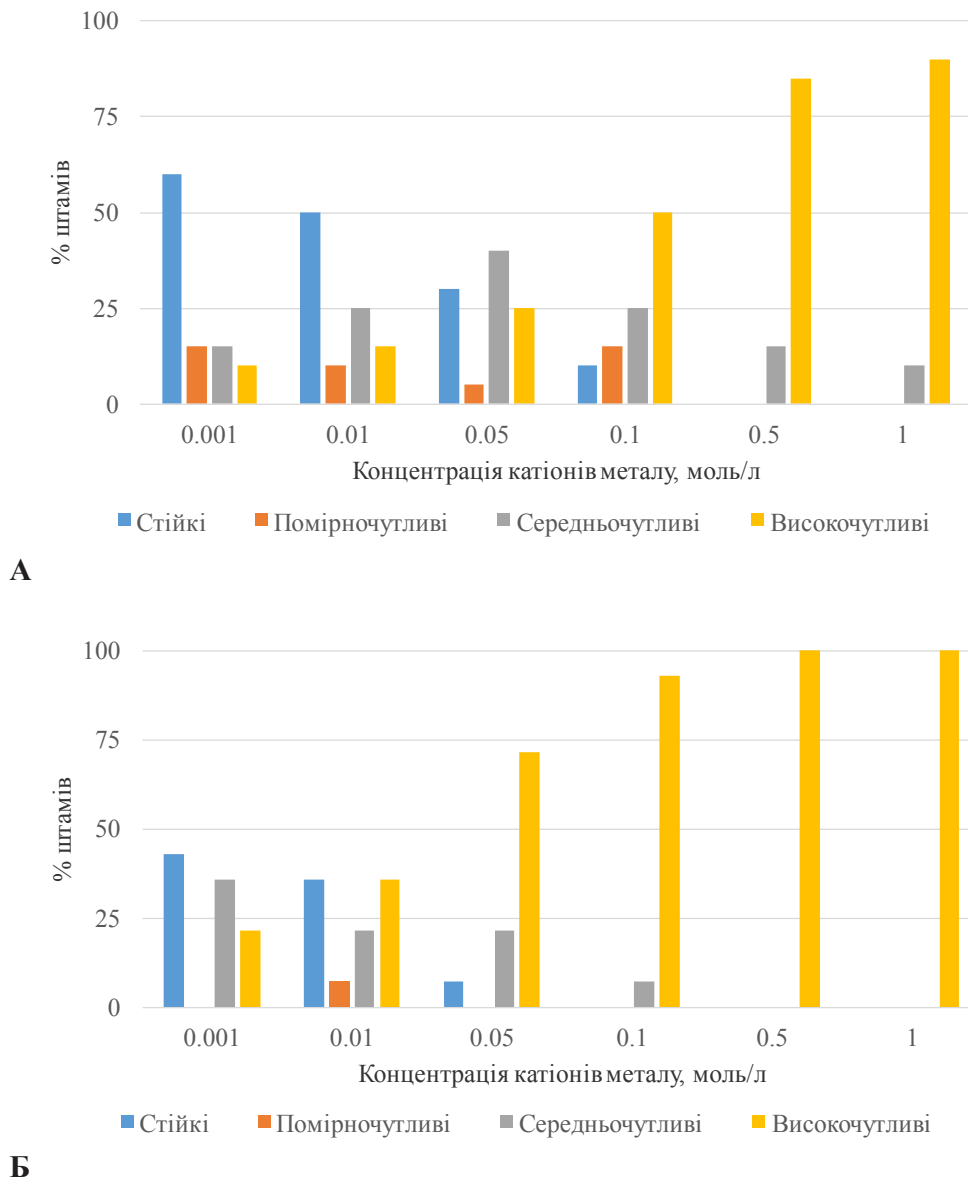 100
75
50
25
0
% штамів
0.001 0.01 0.05 0.1 0.5 1
Концентрація катіонів металу, моль/л
Стійкі Помірночутливі Середньочутливі Високочутливі
А
100
75
50
25
0
% штамів
0.001 0.01 0.05 0.1 0.5 1
Концентрація катіонів металу, моль/л
Стійкі Помірночутливі Середньочутливі Високочутливі
Б